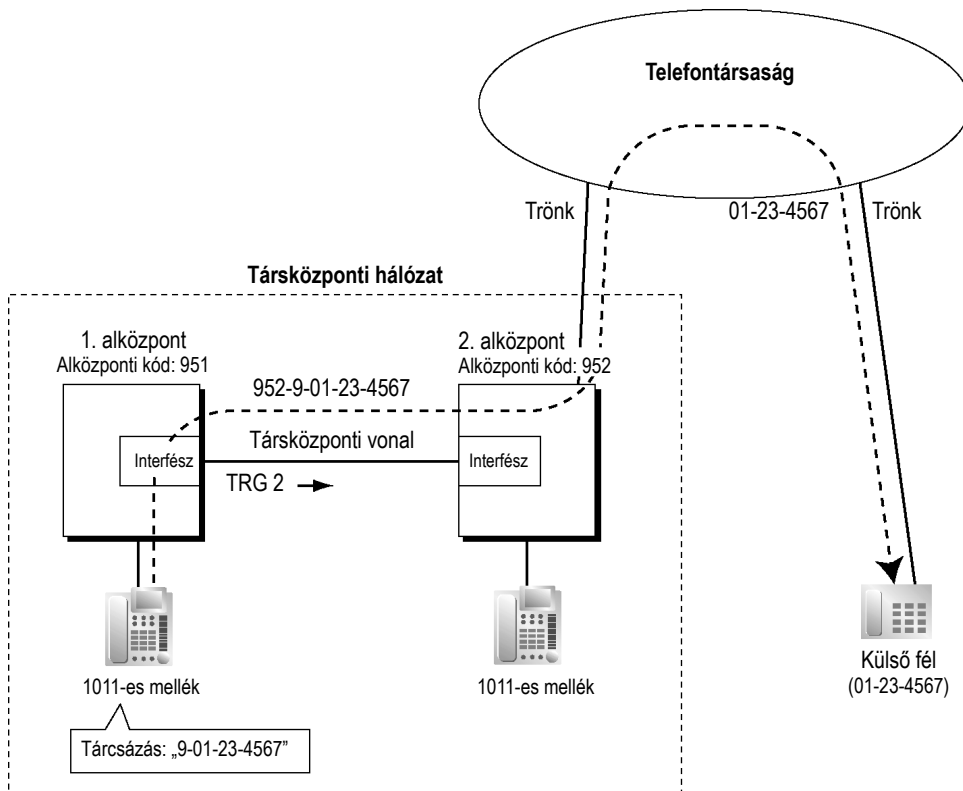 Telefontársaság
Trönk
01-23-4567
Trönk
Társközponti hálózat
1. alközpont
Alközponti kód: 951
2. alközpont
Alközponti kód: 952
952-9-01-23-4567
Interfész
Társközponti vonal
Interfész
TRG 2
1011-es mellék
1011-es mellék
Külső fél
(01-23-4567)
Tárcsázás: „9-01-23-4567”